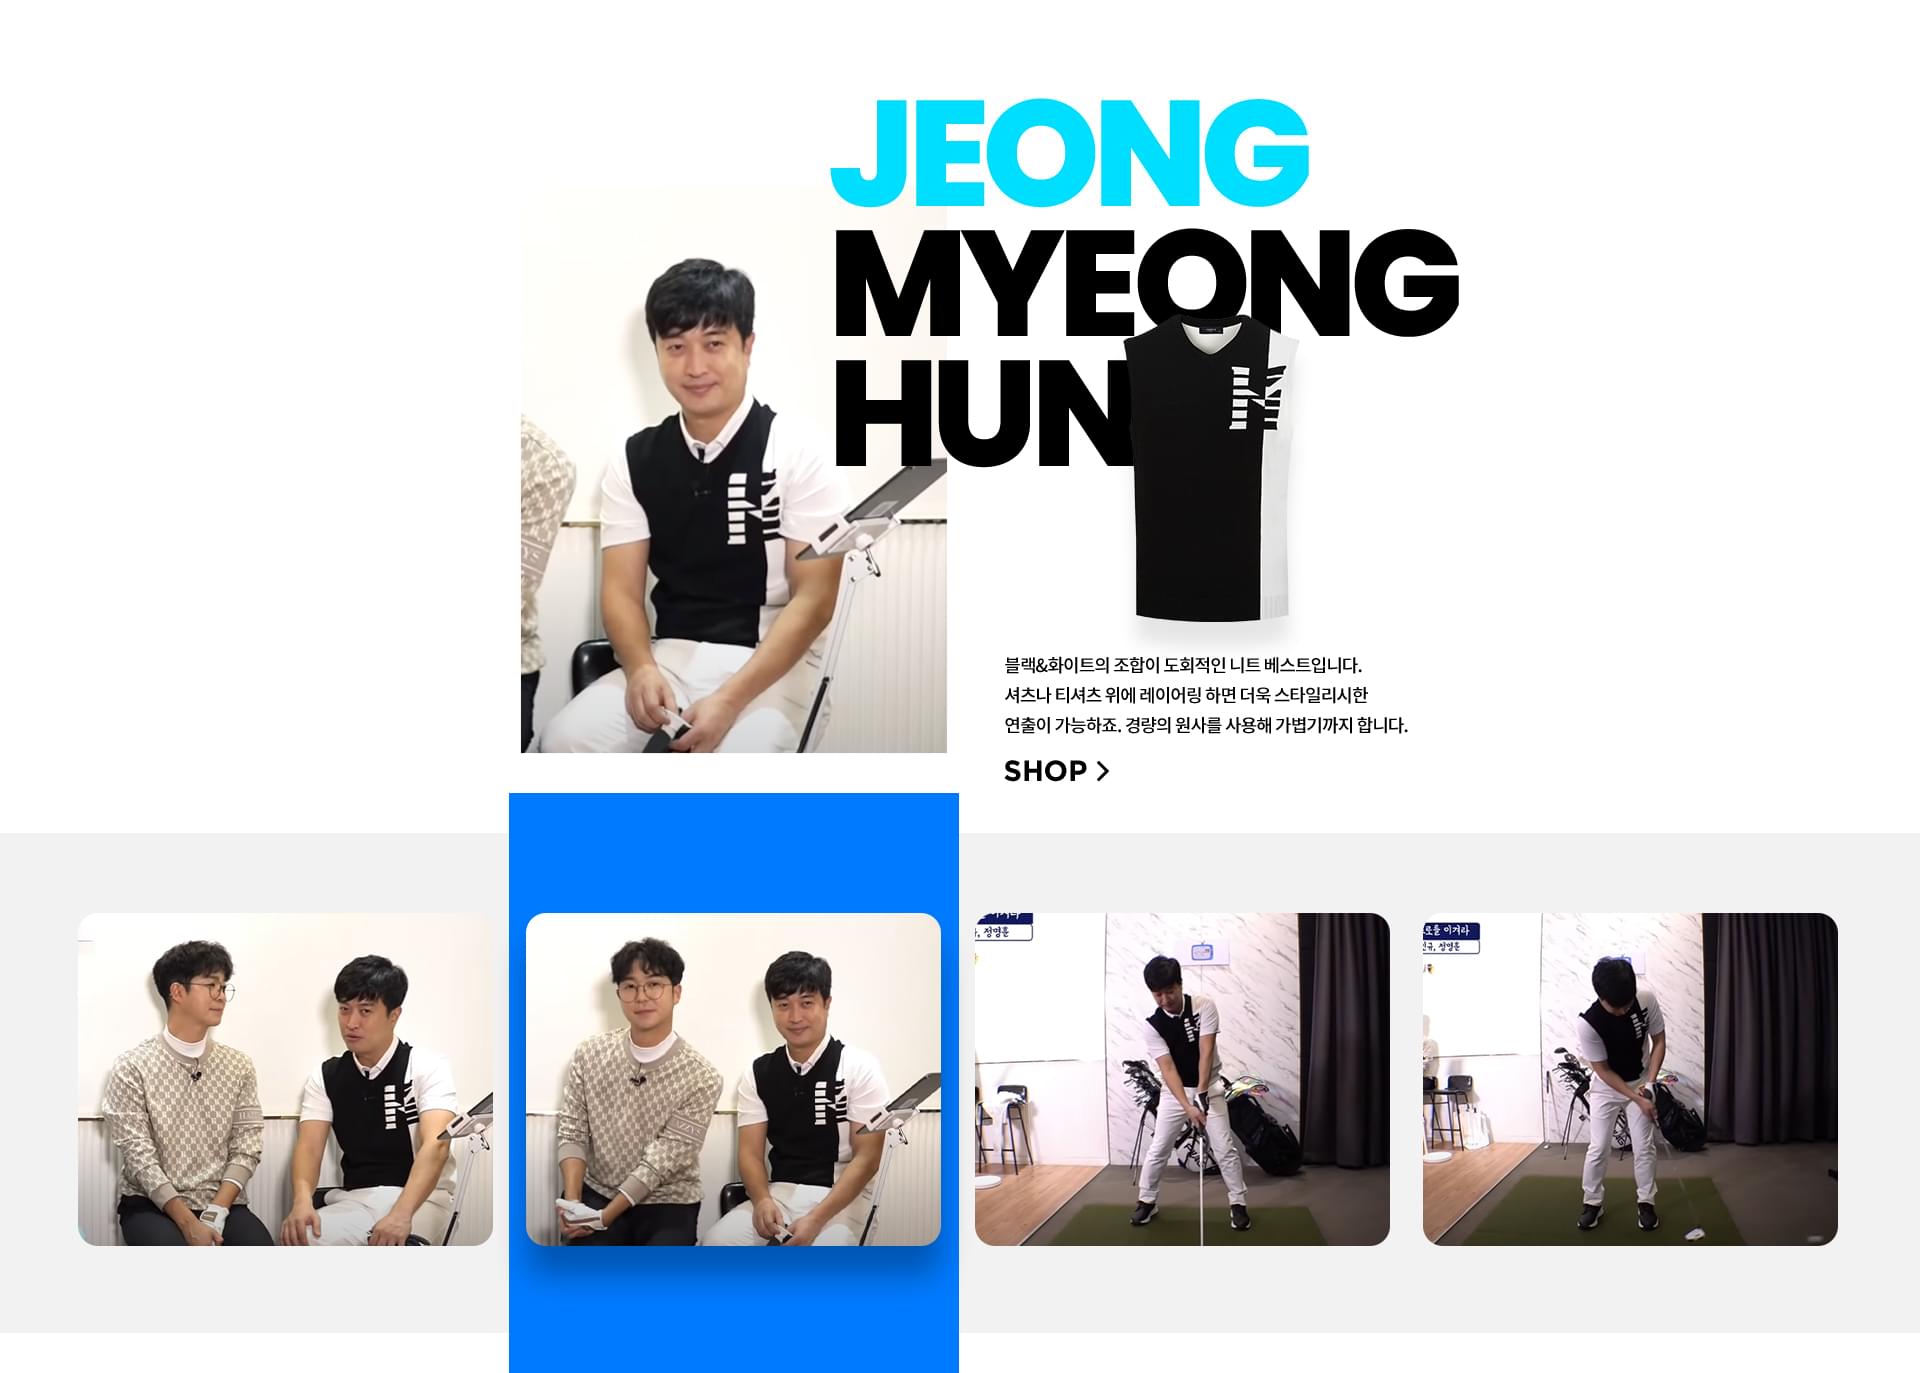 JEONG
MYEONG
HUN
블랙&화이트의 조합이 도회적인 니트 베스트입니다.
셔츠나 티셔츠 위에 레이어링 하면 더욱 스타일리시한
연출이 가능하죠. 경량의 원사를 사용해 가볍기까지 합니다.
SHOP >
정명훈
로를 이겨라
신규, 정명훈